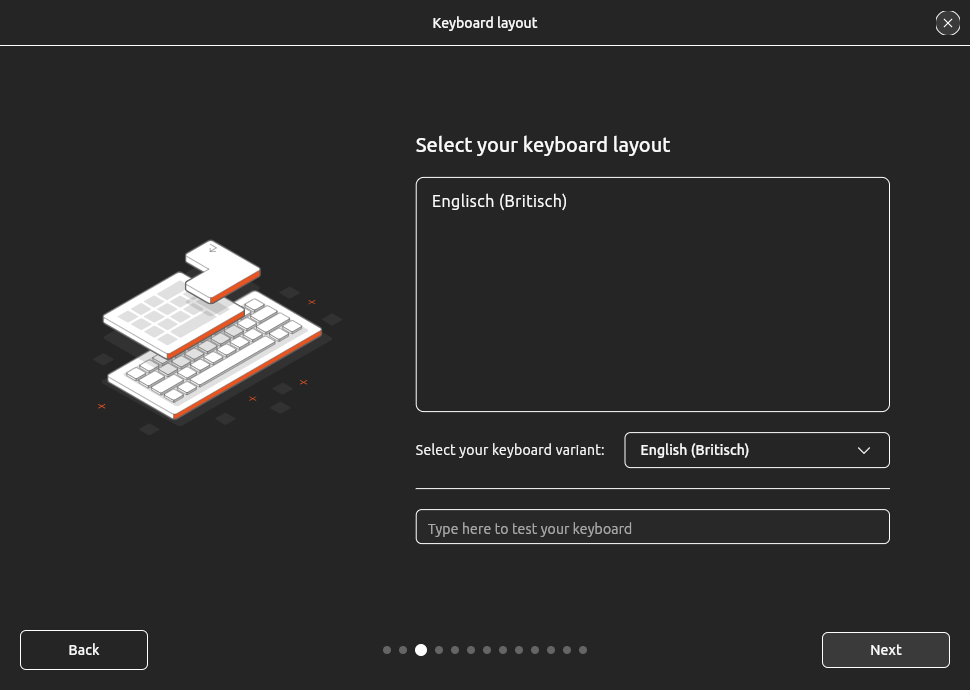 Keyboard layout
Select your keyboard layout
Englisch (Britisch)
Select your keyboard variant:
English (Britisch)
Type here to test your keyboard
Back
Next